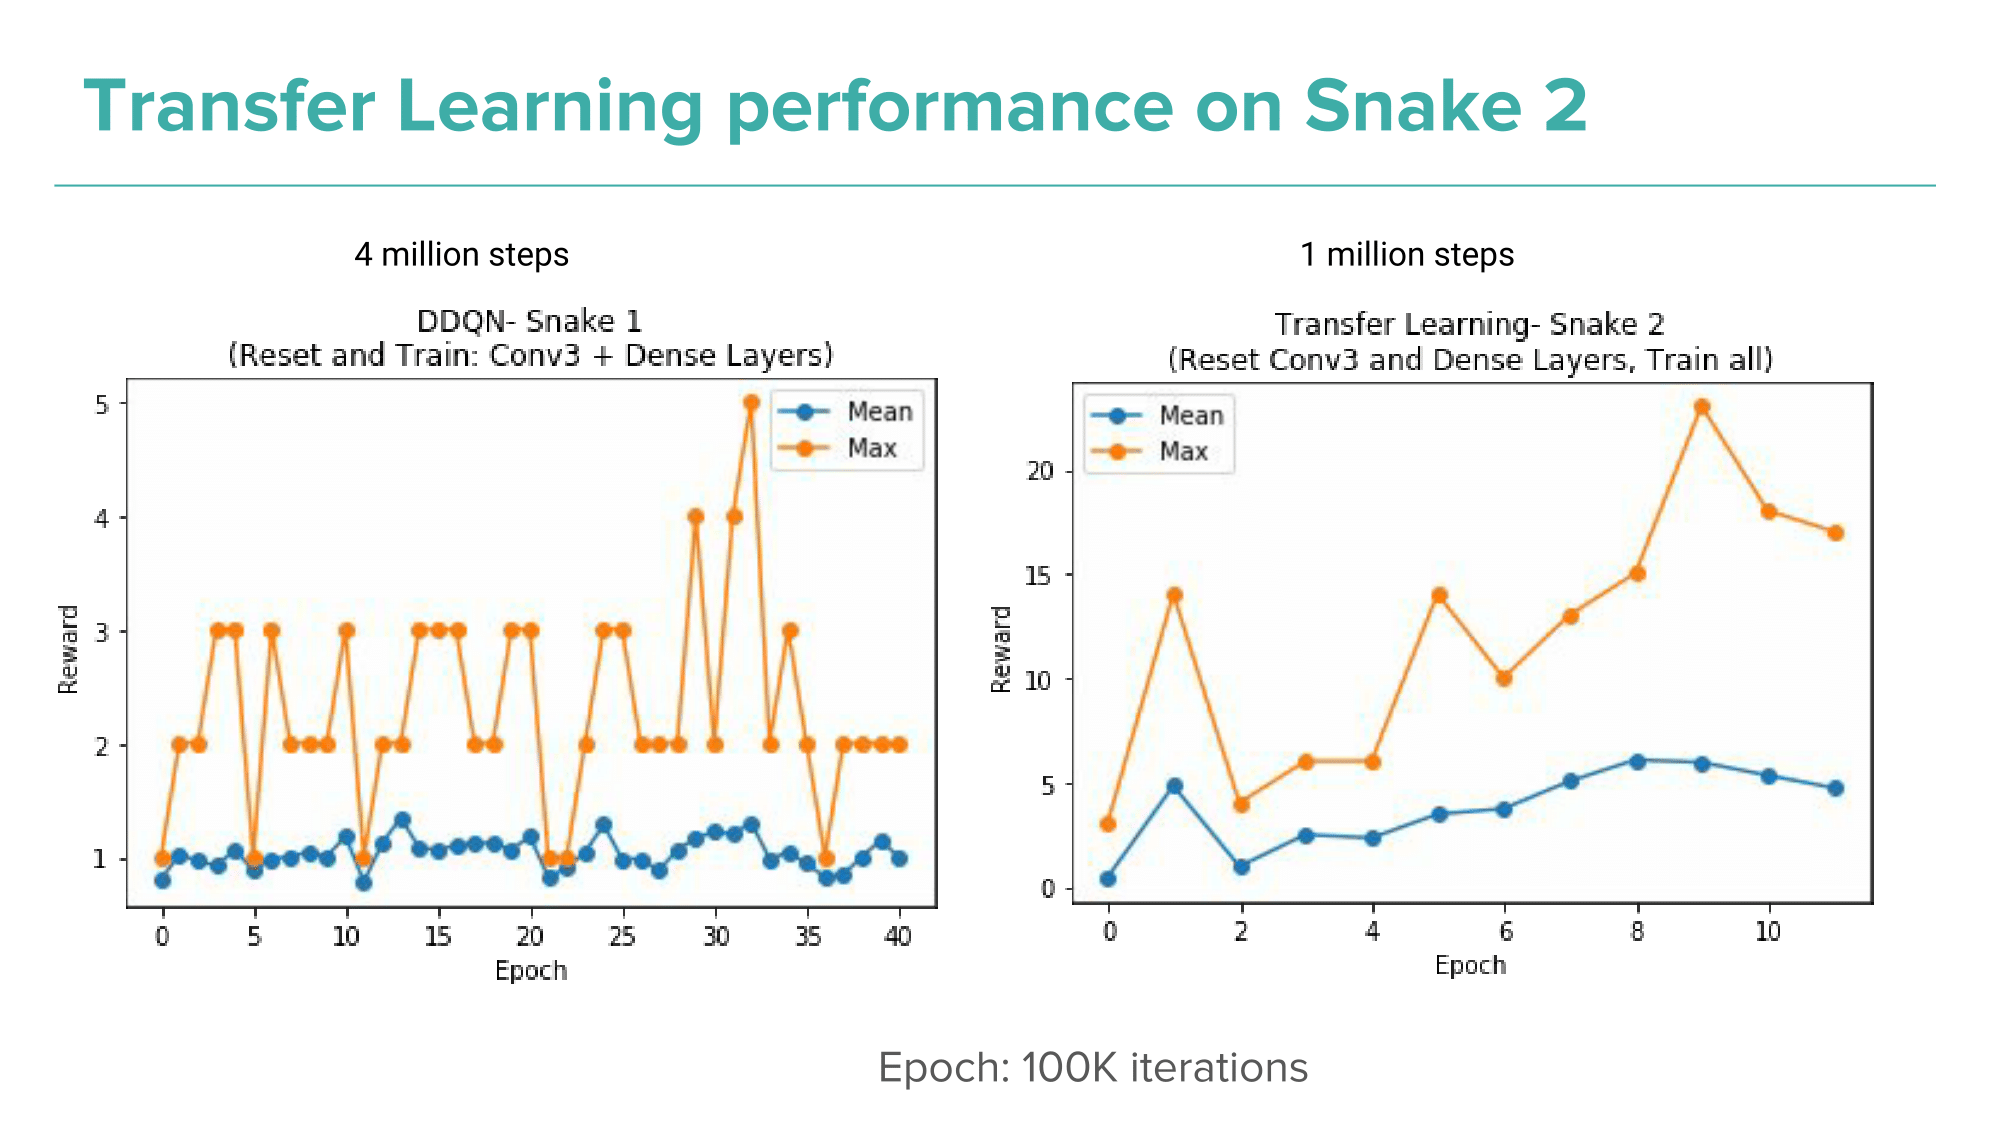 Transfer Learning performance on Snake 2
4 million steps
DDQN- Snake 1
(Reset and Train: Conv3 + Dense Layers)
Mean
Max
5
4
3
2
1
Reward
0 5 10 15 20 25 30 35 40
Epoch
1 million steps
Transfer Learning- Snake 2
(Reset Conv3 and Dense Layers, Train all)
Mean
Max
20
15
10
5
0
Reward
0 2 4 6 8 10
Epoch
Epoch: 100K iterations